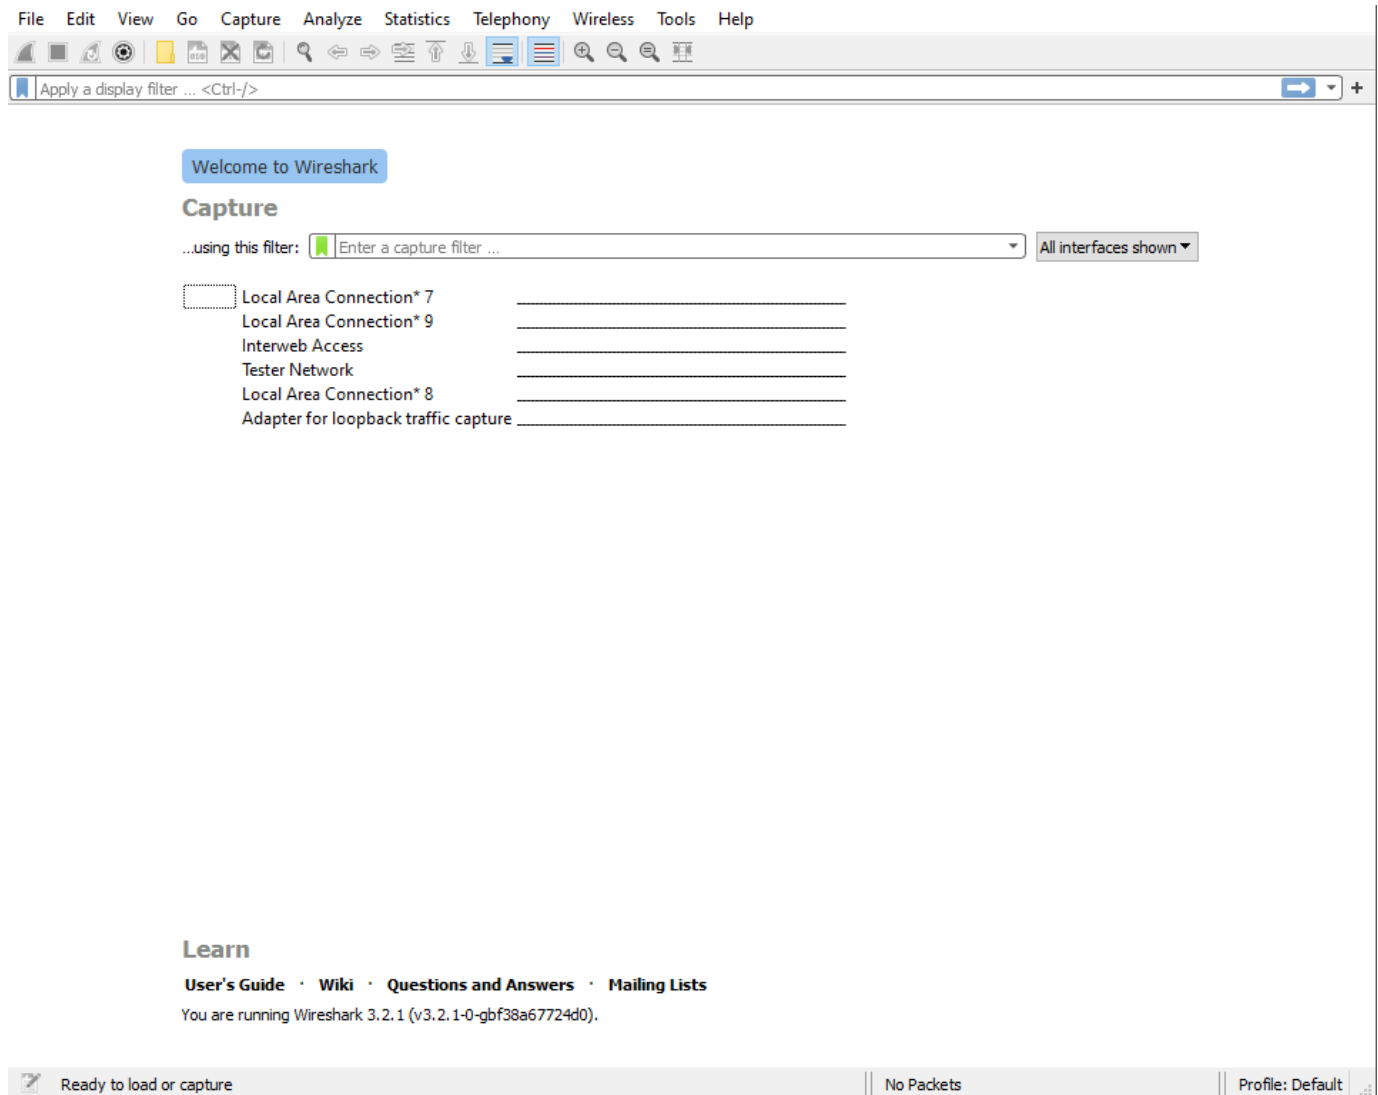 File Edit View Go Capture Analyze Statistics Telephony Wireless Tools Help
Apply a display filter ... <Ctrl-/>
+
Welcome to Wireshark
Capture
...using this filter: Enter a capture filter ... All interfaces shown
Local Area Connection* 7
Local Area Connection* 9
Interweb Access
Tester Network
Local Area Connection* 8
Adapter for loopback traffic capture
Learn
User's Guide · Wiki · Questions and Answers · Mailing Lists
You are running Wireshark 3.2.1 (v3.2.1-0-gbf38a67724d0).
Ready to load or capture No Packets Profile: Default